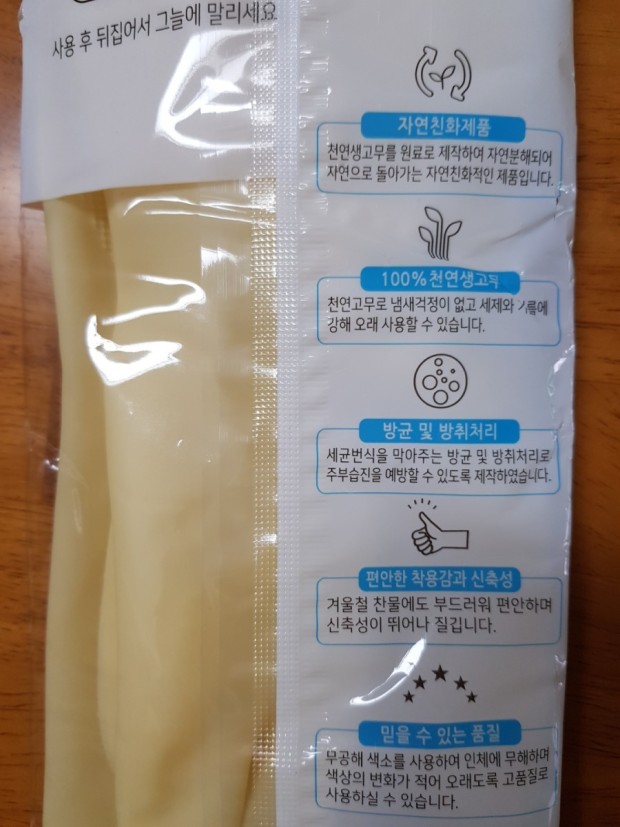 사용 후 뒤집어서 그늘에 말리세요
자연친화제품
천연생고무를 원료로 제작하여 자연분해되어
자연으로 돌아가는 자연친화적인 제품입니다.
100%천연생고무
천연고무로 냄새걱정이 없고 세제와 기름에
강해 오래 사용할 수 있습니다.
방균 및 방취처리
세균번식을 막아주는 방균 및 방취처리로
주부습진을 예방할 수 있도록 제작하였습니다.
편안한 착용감과 신축성
겨울철 찬물에도 부드러워 편안하며
신축성이 뛰어나 질깁니다.
믿을 수 있는 품질
무공해 색소를 사용하여 인체에 무해하며
색상의 변화가 적어 오래도록 고품질로
사용하실 수 있습니다.